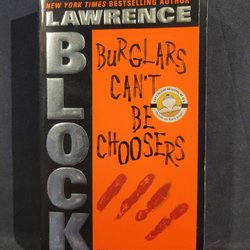 NEW YORK TIMES BESTSELLING AUTHOR
LAWRENCE
BLOCK
BURGLARS
CAN'T
BE
CHOOSERS